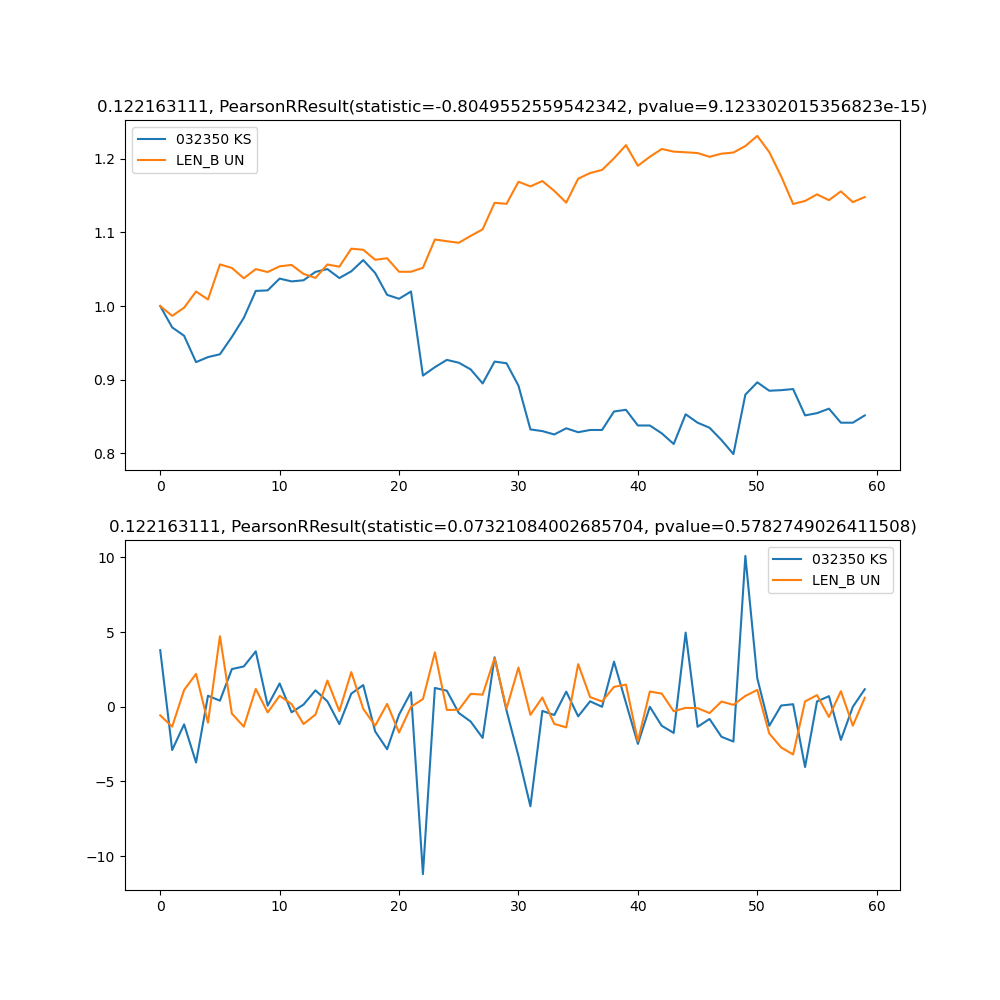 0.122163111, PearsonRResult(statistic=-0.8049552559542342, pvalue=9.123302015356823e-15)
032350 KS
LEN_B UN
1.2
1.1
1.0
0.9
0.8
0 10 20 30 40 50 60
0.122163111, PearsonRResult(statistic=0.07321084002685704, pvalue=0.5782749026411508)
032350 KS
LEN_B UN
10
5
0
−5
−10
0 10 20 30 40 50 60